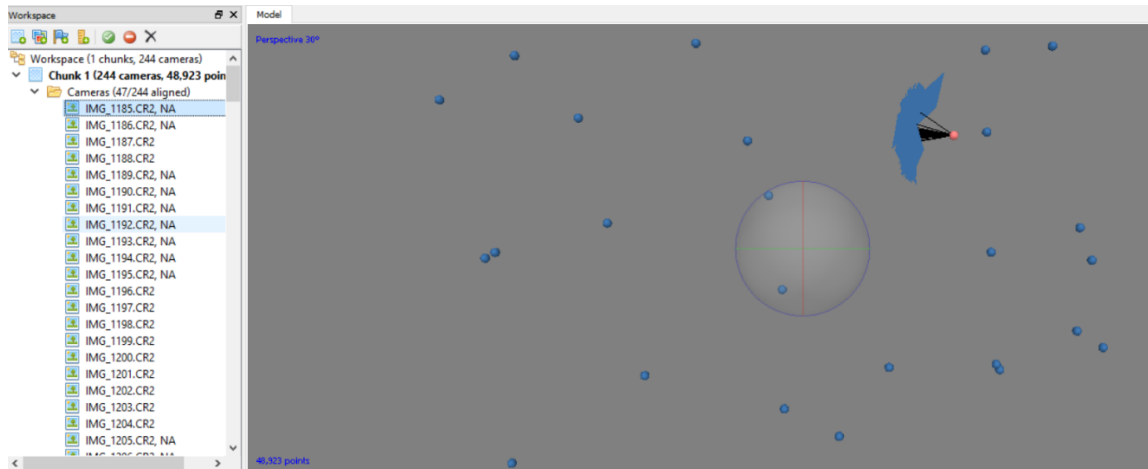 Workspace
Workspace (1 chunks, 244 cameras)
Chunk 1 (244 cameras, 48,923 poin
Cameras (47/244 aligned)
IMG_1185.CR2, NA
IMG_1186.CR2, NA
IMG_1187.CR2
IMG_1188.CR2
IMG_1189.CR2, NA
IMG_1190.CR2, NA
IMG_1191.CR2, NA
IMG_1192.CR2, NA
IMG_1193.CR2, NA
IMG_1194.CR2, NA
IMG_1195.CR2, NA
IMG_1196.CR2
IMG_1197.CR2
IMG_1198.CR2
IMG_1199.CR2
IMG_1200.CR2
IMG_1201.CR2
IMG_1202.CR2
IMG_1203.CR2
IMG_1204.CR2
IMG_1205.CR2, NA
Model
Perspective 30°
48,923 points